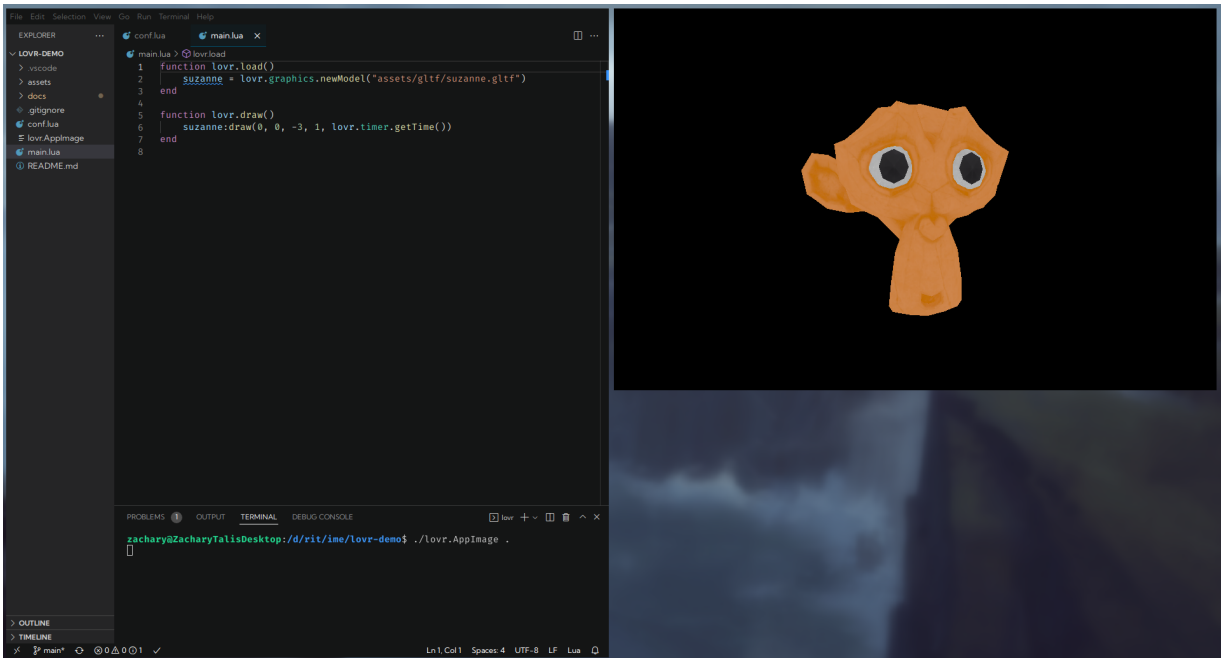 File Edit Selection View Go Run Terminal Help
EXPLORER
LOVR-DEMO
.vscode
assets
docs
.gitignore
conf.lua
lovr.AppImage
main.lua
README.md
OUTLINE
TIMELINE
conf.lua main.lua
main.lua > lovr.load
1 function lovr.load()
2 suzanne = lovr.graphics.newModel("assets/gltf/suzanne.gltf")
3 end
4
5 function lovr.draw()
6 suzanne:draw(0, 0, -3, 1, lovr.timer.getTime())
7 end
8
PROBLEMS 1 OUTPUT TERMINAL DEBUG CONSOLE lovr
zachary@ZacharyTalisDesktop:/d/rit/ime/lovr-demo$ ./lovr.AppImage .
main* 0 0 1 Ln 1, Col 1 Spaces: 4 UTF-8 LF Lua